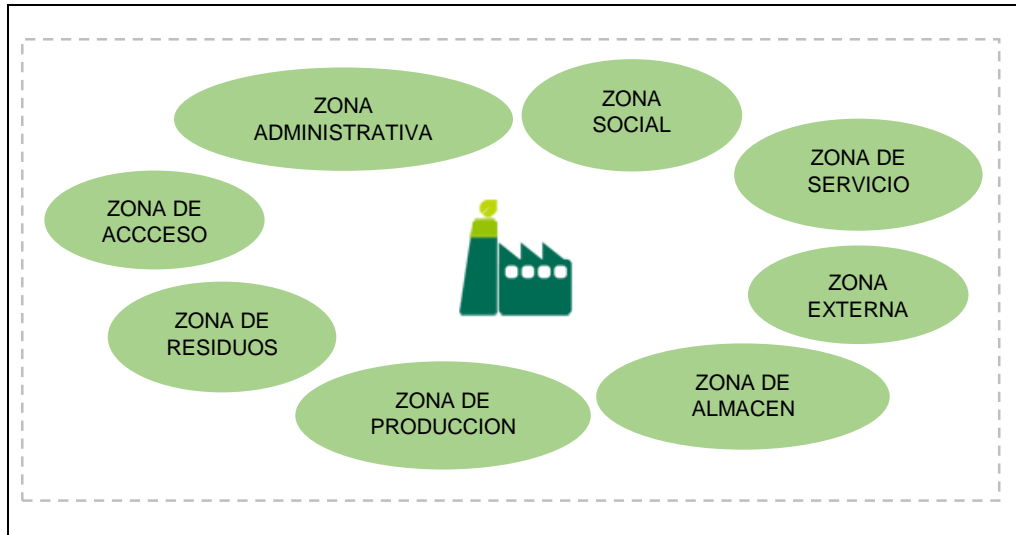 ZONA
ADMINISTRATIVA
ZONA
SOCIAL
ZONA DE
SERVICIO
ZONA DE
ACCCESO
ZONA
EXTERNA
ZONA DE
RESIDUOS
ZONA DE
ALMACEN
ZONA DE
PRODUCCION